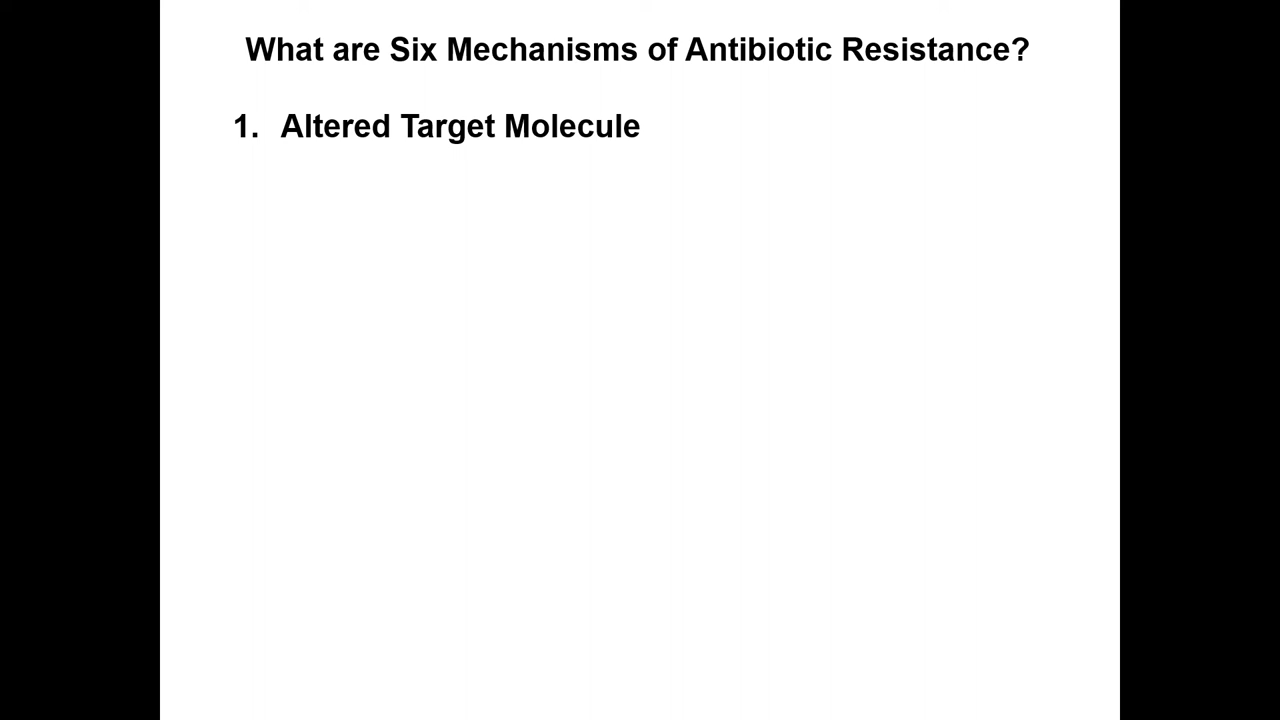 What are Six Mechanisms of Antibiotic Resistance?
1. Altered Target Molecule